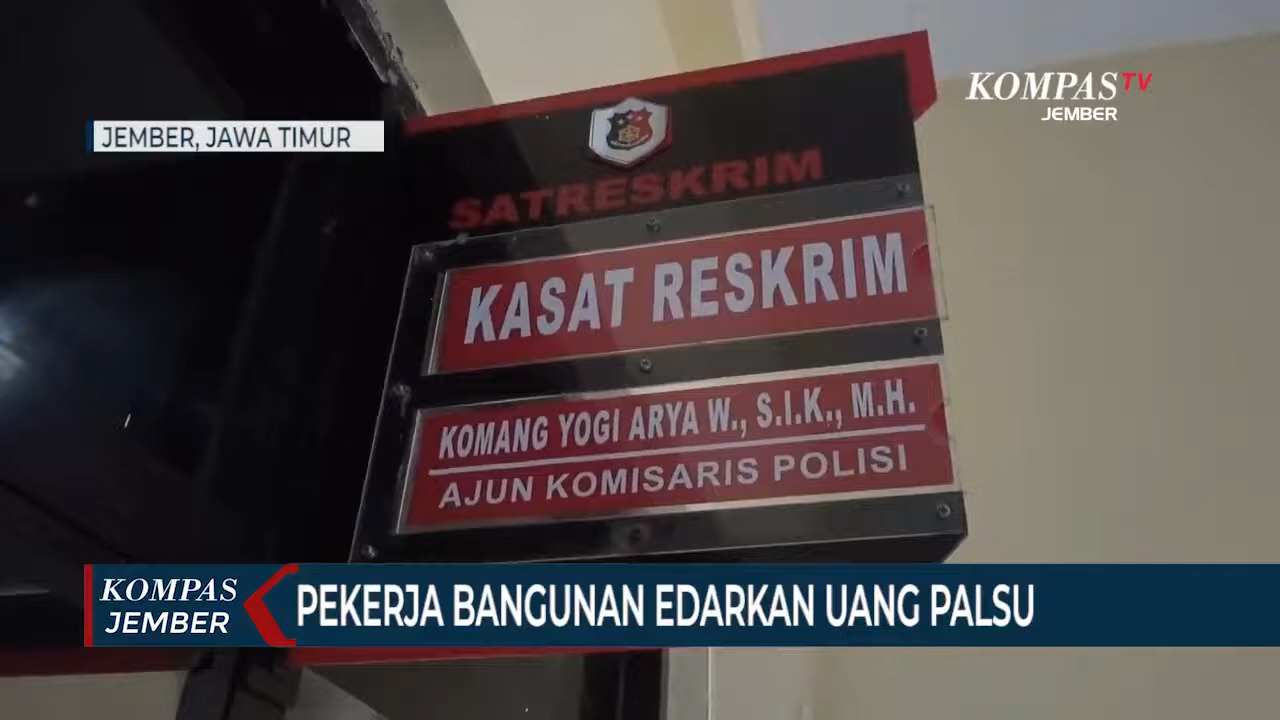 KOMPAS TV
JEMBER
JEMBER, JAWA TIMUR
SATRESKRIM
KASAT RESKRIM
KOMANG YOGI ARYA W., S.I.K., M.H.
AJUN KOMISARIS POLISI
KOMPAS
JEMBER
PEKERJA BANGUNAN EDARKAN UANG PALSU